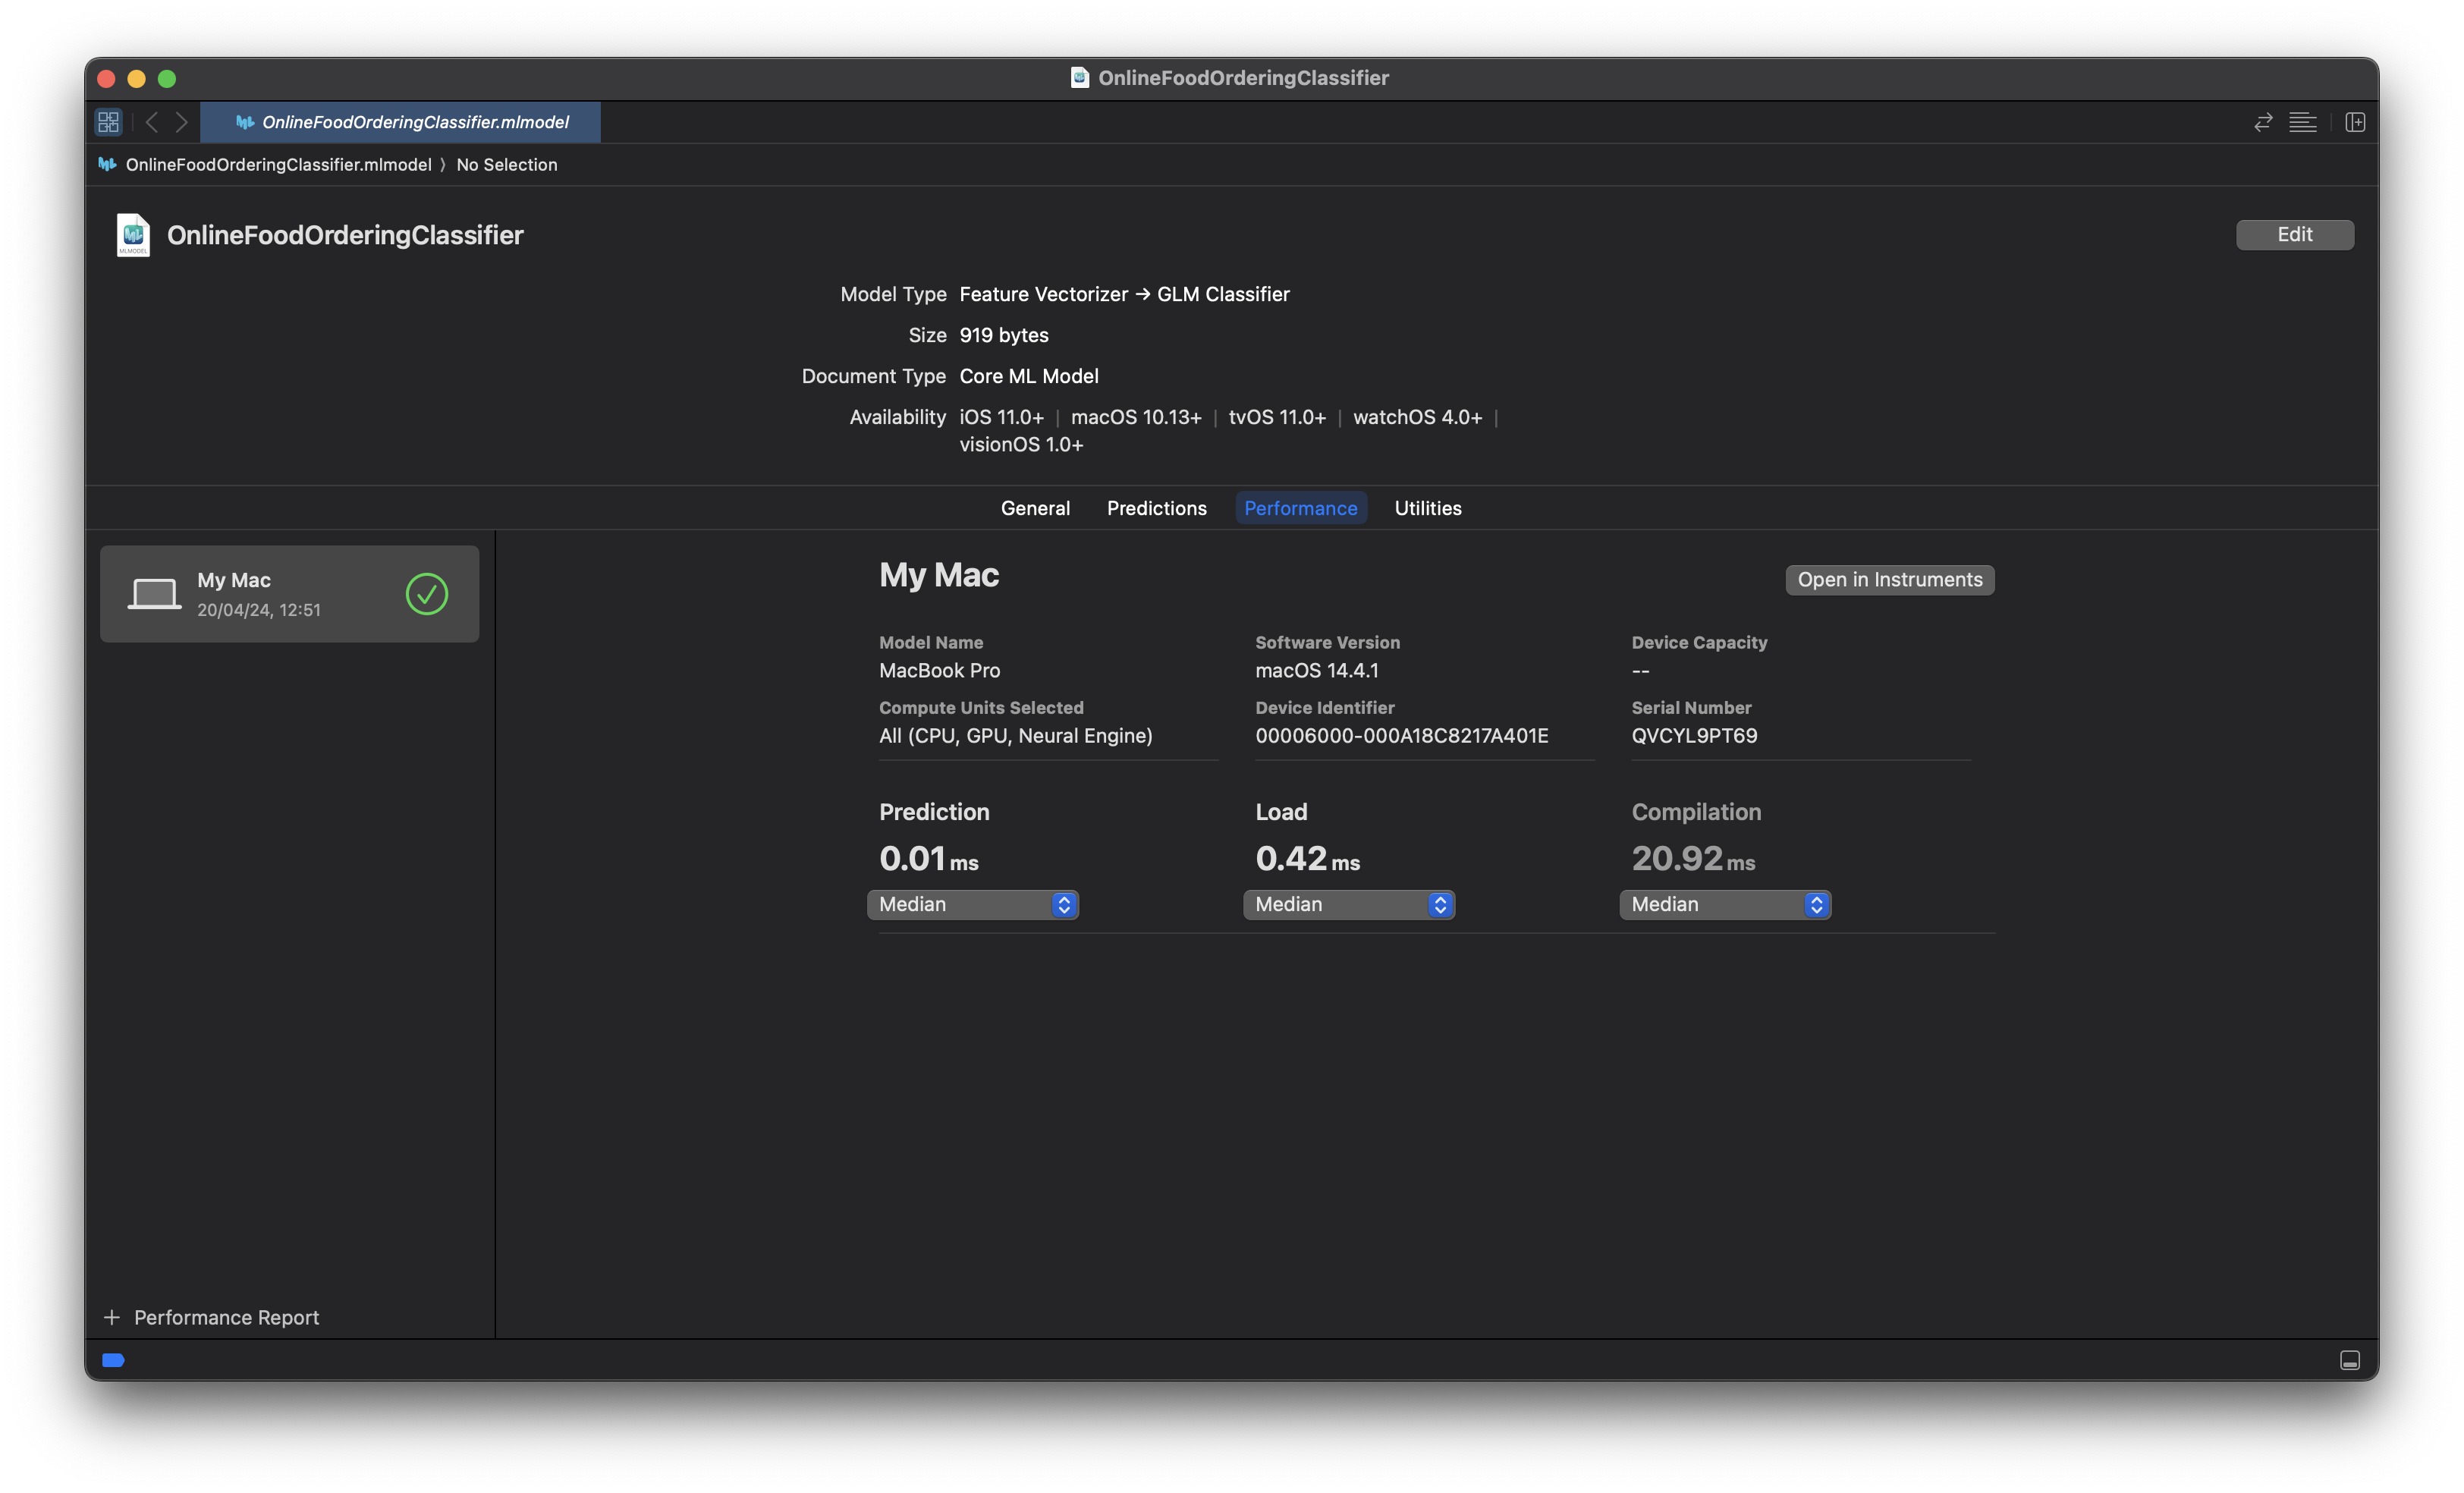 OnlineFoodOrderingClassifier
OnlineFoodOrderingClassifier.mlmodel
OnlineFoodOrderingClassifier.mlmodel ⟩ No Selection
MLMODEL
OnlineFoodOrderingClassifier
Edit
Model Type Feature Vectorizer → GLM Classifier
Size 919 bytes
Document Type Core ML Model
Availability iOS 11.0+ | macOS 10.13+ | tvOS 11.0+ | watchOS 4.0+ |
visionOS 1.0+
General Predictions Performance Utilities
My Mac
20/04/24, 12:51
My Mac
Open in Instruments
Model Name Software Version Device Capacity
MacBook Pro macOS 14.4.1 --
Compute Units Selected Device Identifier Serial Number
All (CPU, GPU, Neural Engine) 00006000-000A18C8217A401E QVCYL9PT69
Prediction Load Compilation
0.01 ms 0.42 ms 20.92 ms
Median Median Median
+ Performance Report